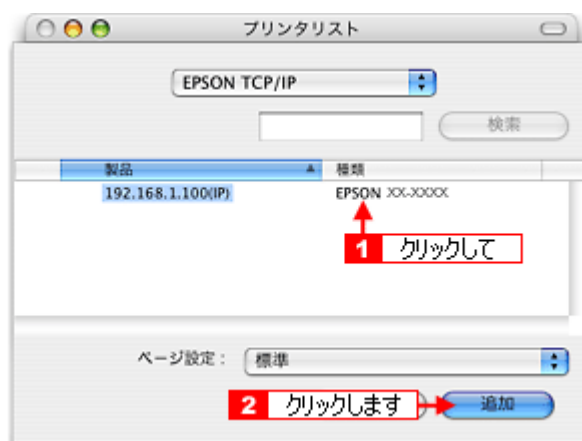 プリンタリスト
EPSON TCP/IP
検索
製品 種類
192.168.1.100(IP) EPSON XX-XXXX
1 クリックして
ページ設定： 標準
2 クリックします 追加